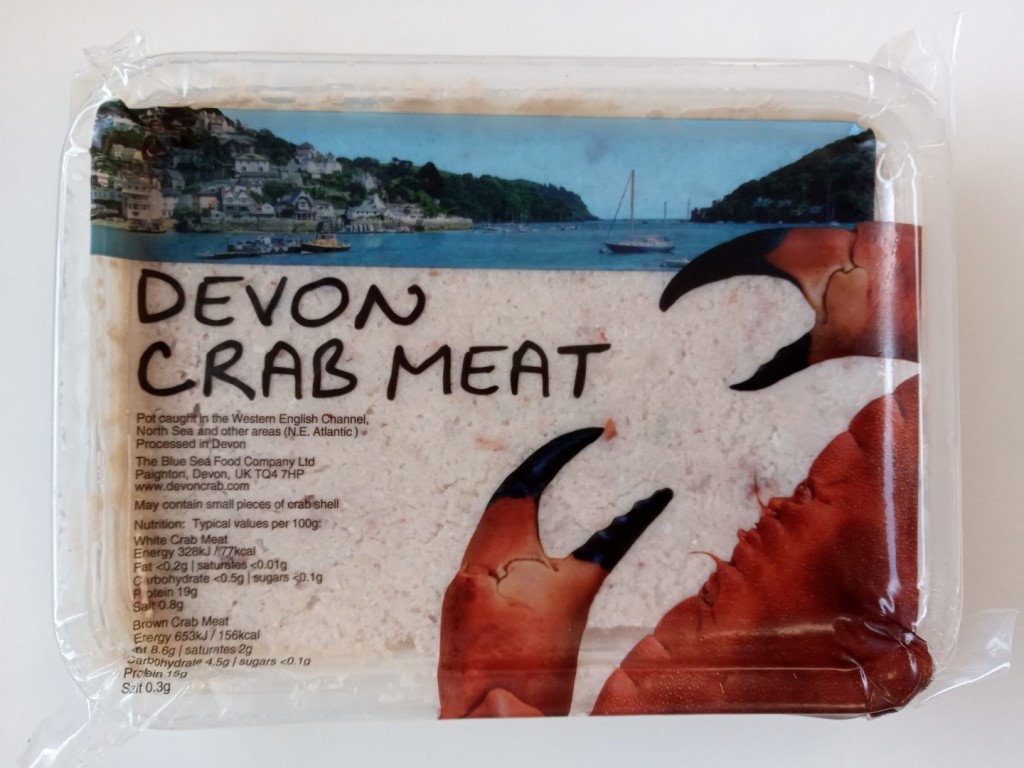 DEVON
CRAB MEAT
Pot caught in the Western English Channel,
North Sea and other areas (N.E. Atlantic)
Processed in Devon
The Blue Sea Food Company Ltd
Paignton, Devon, UK TQ4 7HP
www.devoncrab.com
May contain small pieces of crab shell
Nutrition: Typical values per 100g:
White Crab Meat
Energy 328kJ / 77kcal
Fat <0.2g | saturates <0.01g
Carbohydrate <0.5g | sugars <0.1g
Protein 19g
Salt 0.8g
Brown Crab Meat
Energy 653kJ / 156kcal
Fat 8.6g | saturates 2g
Carbohydrate 4.5g | sugars <0.1g
Protein 15g
Salt 0.3g